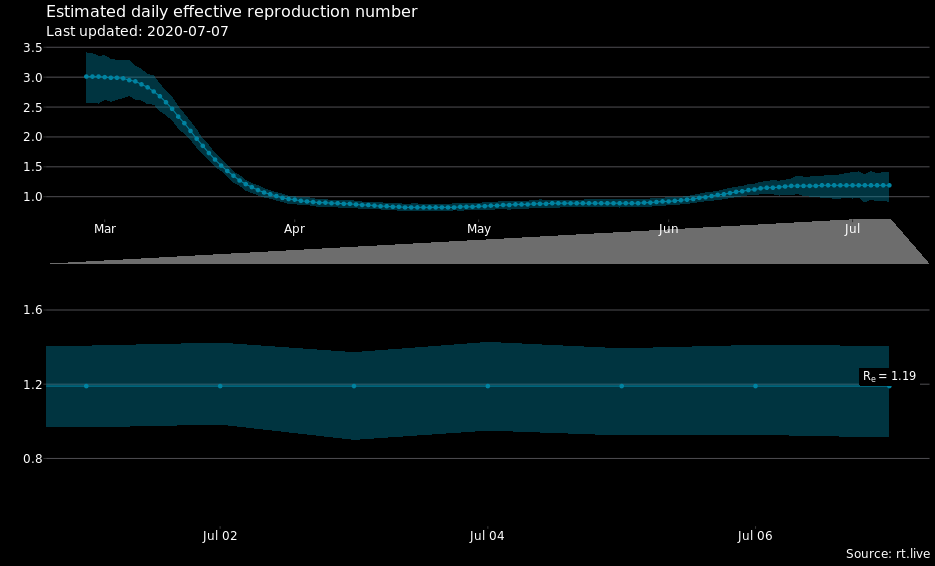 Estimated daily effective reproduction number
Last updated: 2020-07-07
3.5
3.0
2.5
2.0
1.5
1.0
Mar Apr May Jun Jul
1.6
1.2
0.8
Re = 1.19
Jul 02 Jul 04 Jul 06
Source: rt.live